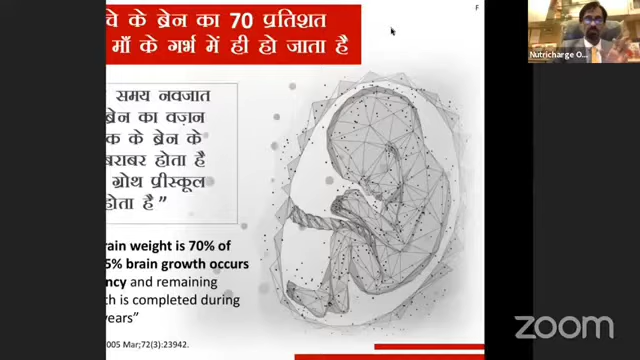 के ब्रेन का 70 प्रतिशत
माँ के गर्भ में ही हो जाता है
समय नवजात
ब्रेन का वज़न
के ब्रेन के
बराबर होता है
ग्रोथ प्रीस्कूल
होता है”
rain weight is 70% of
5% brain growth occurs
ncy and remaining
th is completed during
years”
005 Mar;72(3):23942.
F
Nutricharge O...
zoom